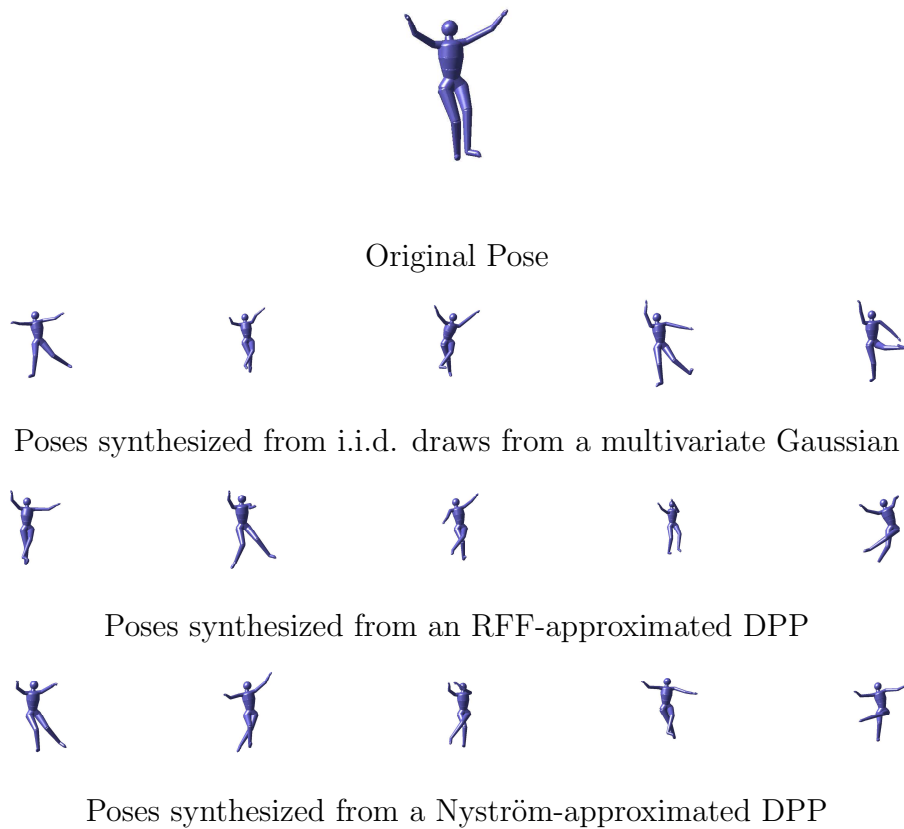 Original Pose
Poses synthesized from i.i.d. draws from a multivariate Gaussian
Poses synthesized from an RFF-approximated DPP
Poses synthesized from a Nyström-approximated DPP